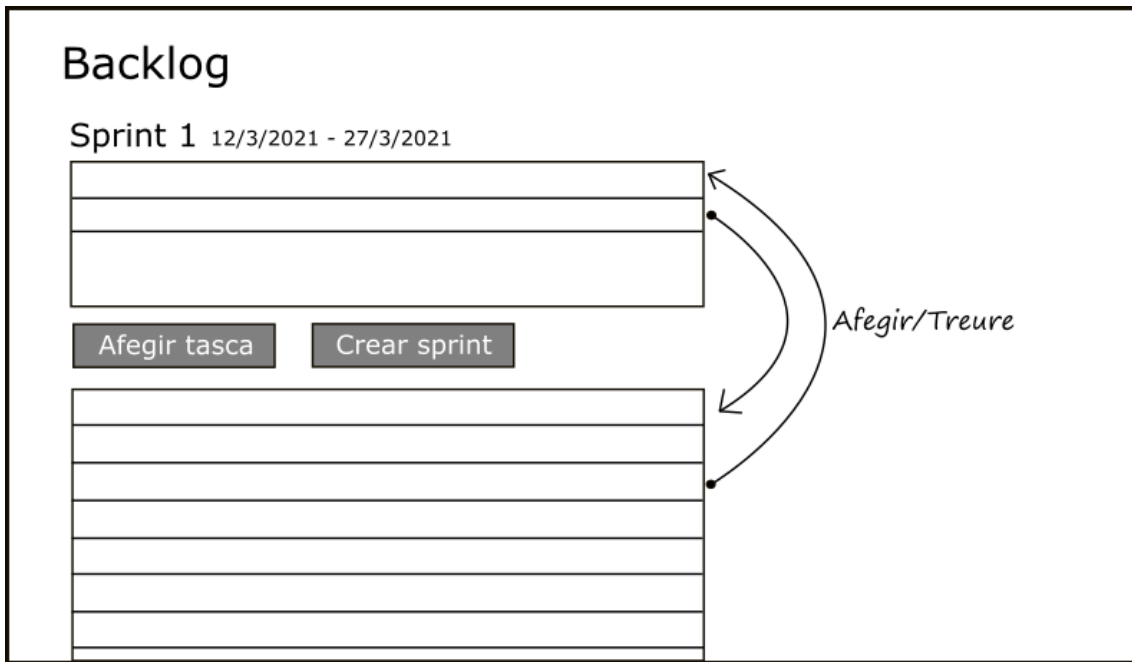 Backlog
Sprint 1 12/3/2021 - 27/3/2021
Afegir/Treure
Afegir tasca Crear sprint